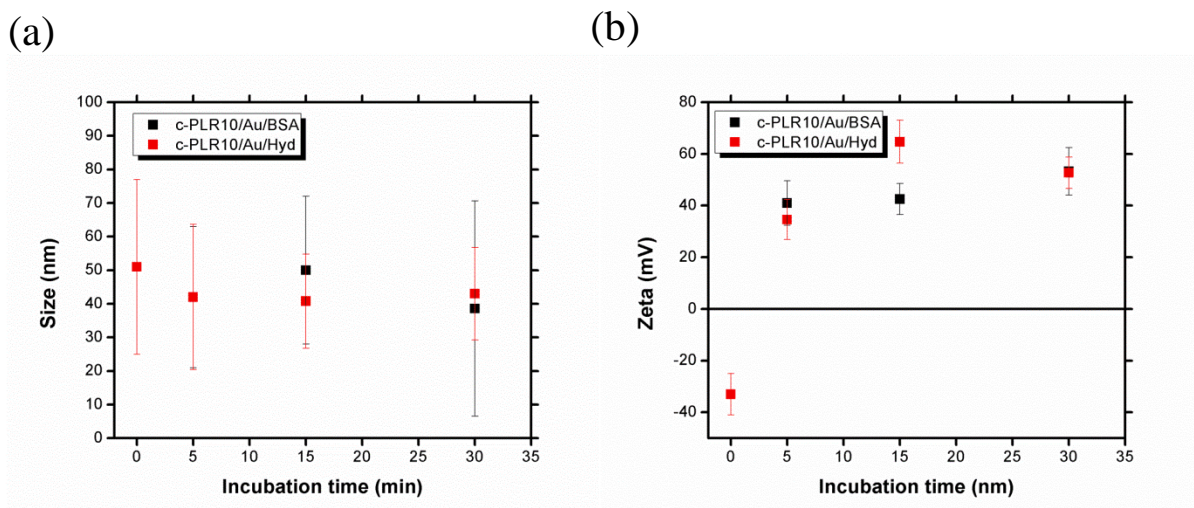 (a)
(b)
100
90
80
70
60
50
40
30
20
10
0
Size (nm)
c-PLR10/Au/BSA
c-PLR10/Au/Hyd
0 5 10 15 20 25 30 35
Incubation time (min)
80
60
40
20
0
-20
-40
Zeta (mV)
c-PLR10/Au/BSA
c-PLR10/Au/Hyd
0 5 10 15 20 25 30 35
Incubation time (nm)